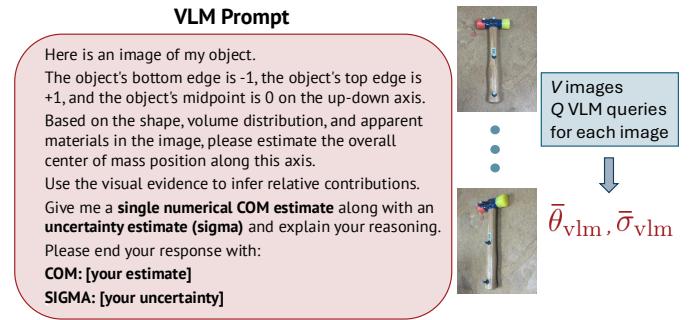 VLM Prompt
Here is an image of my object.
The object's bottom edge is -1, the object's top edge is
+1, and the object's midpoint is 0 on the up-down axis.
Based on the shape, volume distribution, and apparent
materials in the image, please estimate the overall
center of mass position along this axis.
Use the visual evidence to infer relative contributions.
Give me a single numerical COM estimate along with an
uncertainty estimate (sigma) and explain your reasoning.
Please end your response with:
COM: [your estimate]
SIGMA: [your uncertainty]
V images
Q VLM queries
for each image
θ̄vlm , σ̄vlm